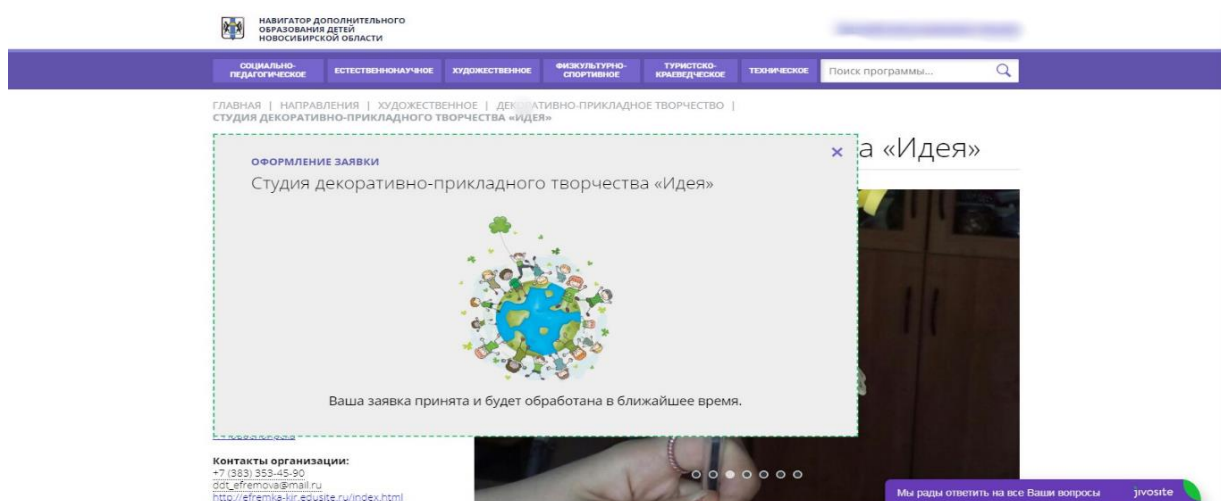 НАВИГАТОР ДОПОЛНИТЕЛЬНОГО
ОБРАЗОВАНИЯ ДЕТЕЙ
НОВОСИБИРСКОЙ ОБЛАСТИ
СОЦИАЛЬНО-
ПЕДАГОГИЧЕСКОЕ
ЕСТЕСТВЕННОНАУЧНОЕ
ХУДОЖЕСТВЕННОЕ
ФИЗКУЛЬТУРНО-
СПОРТИВНОЕ
ТУРИСТСКО-
КРАЕВЕДЧЕСКОЕ
ТЕХНИЧЕСКОЕ
Поиск программы...
ГЛАВНАЯ | НАПРАВЛЕНИЯ | ХУДОЖЕСТВЕННОЕ | ДЕК АТИВНО-ПРИКЛАДНОЕ ТВОРЧЕСТВО |
СТУДИЯ ДЕКОРАТИВНО-ПРИКЛАДНОГО ТВОРЧЕСТВА «ИДЕЯ»
а «Идея»
ОФОРМЛЕНИЕ ЗАЯВКИ
Студия декоративно-прикладного творчества «Идея»
Ваша заявка принята и будет обработана в ближайшее время.
Контакты организации:
+7 (383) 353-45-90
ddt_efremova@mail.ru
http://efremka-kir.edusite.ru/index.html
Мы рады ответить на все Ваши вопросы
jivosite